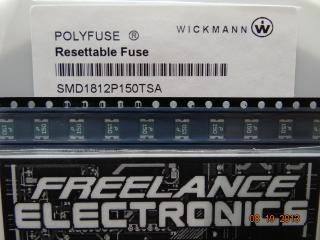 POLYFUSE ® WICKMANN W
Resettable Fuse
SMD1812P150TSA
FREELANCE
ELECTRONICS
08 10 2013